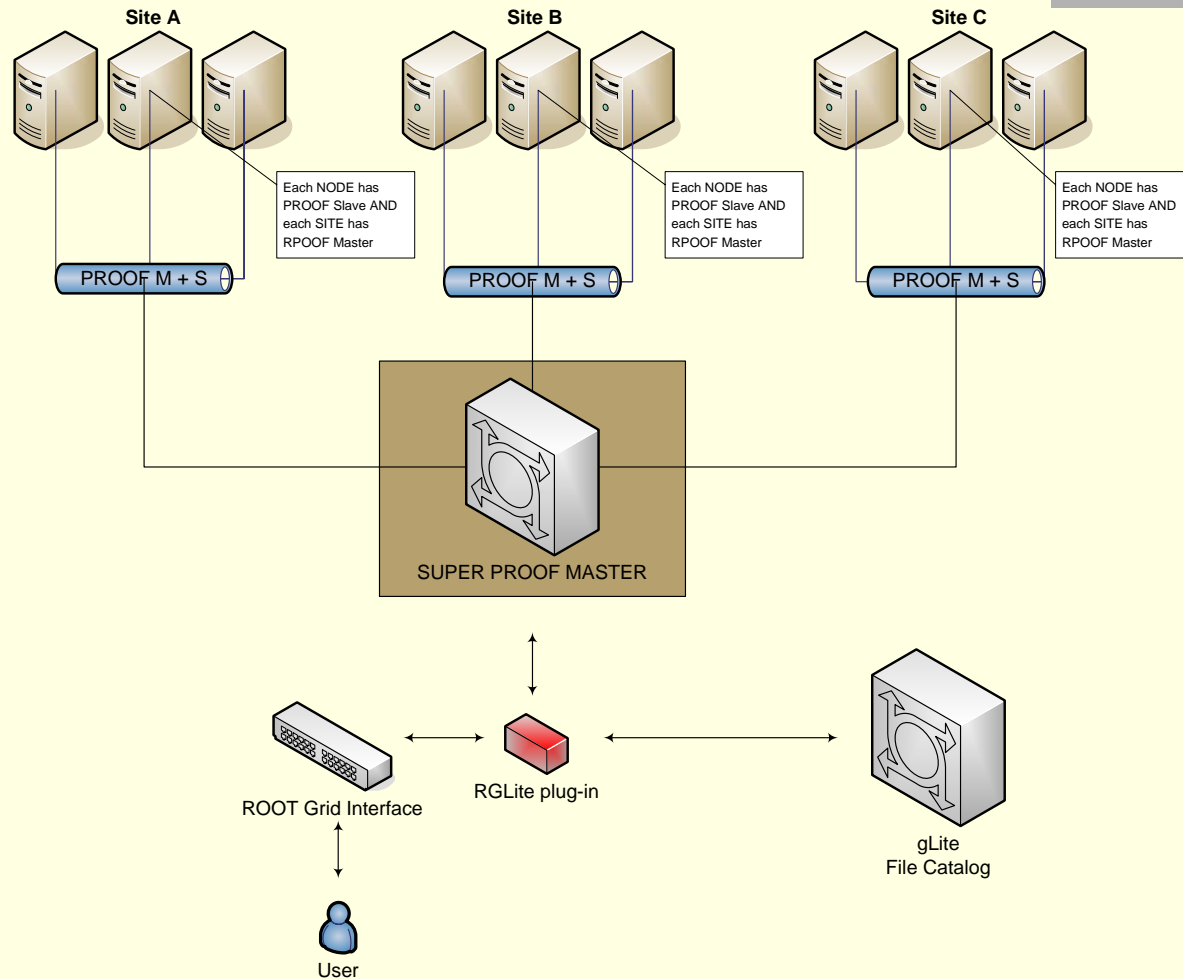 Site A
Site B
Site C
Each NODE has
PROOF Slave AND
each SITE has
RPOOF Master
Each NODE has
PROOF Slave AND
each SITE has
RPOOF Master
Each NODE has
PROOF Slave AND
each SITE has
RPOOF Master
PROOF M + S
PROOF M + S
PROOF M + S
SUPER PROOF MASTER
ROOT Grid Interface
RGLite plug-in
gLite
File Catalog
User